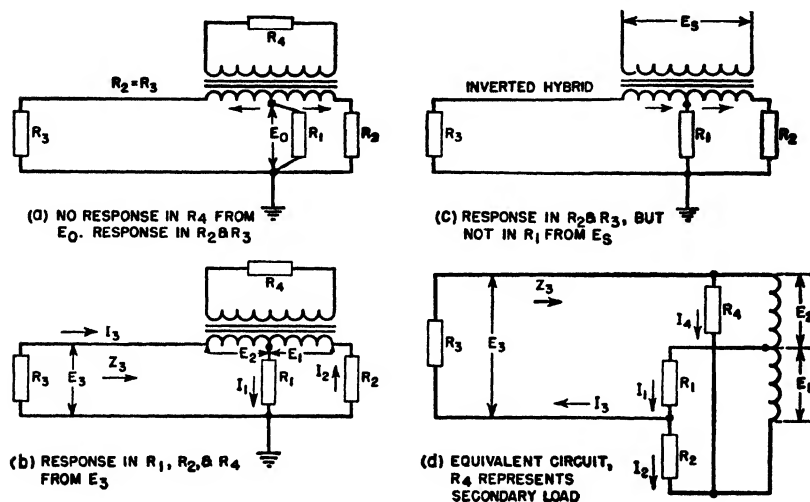 R4
R2=R3
R3
E0
R1
R2
(a) NO RESPONSE IN R4 FROM
E0. RESPONSE IN R2&R3
ES
INVERTED HYBRID
R3
R1
R2
(c) RESPONSE IN R2&R3, BUT
NOT IN R1 FROM ES
R4
I3
E2
E1
R3
E3
Z3
I1
R1
I2
R2
(b) RESPONSE IN R1, R2, & R4
FROM E3
Z3
R4
I4
E2
R3
E3
R1
I1
E1
I3
R2
I2
(d) EQUIVALENT CIRCUIT,
R4 REPRESENTS
SECONDARY LOAD